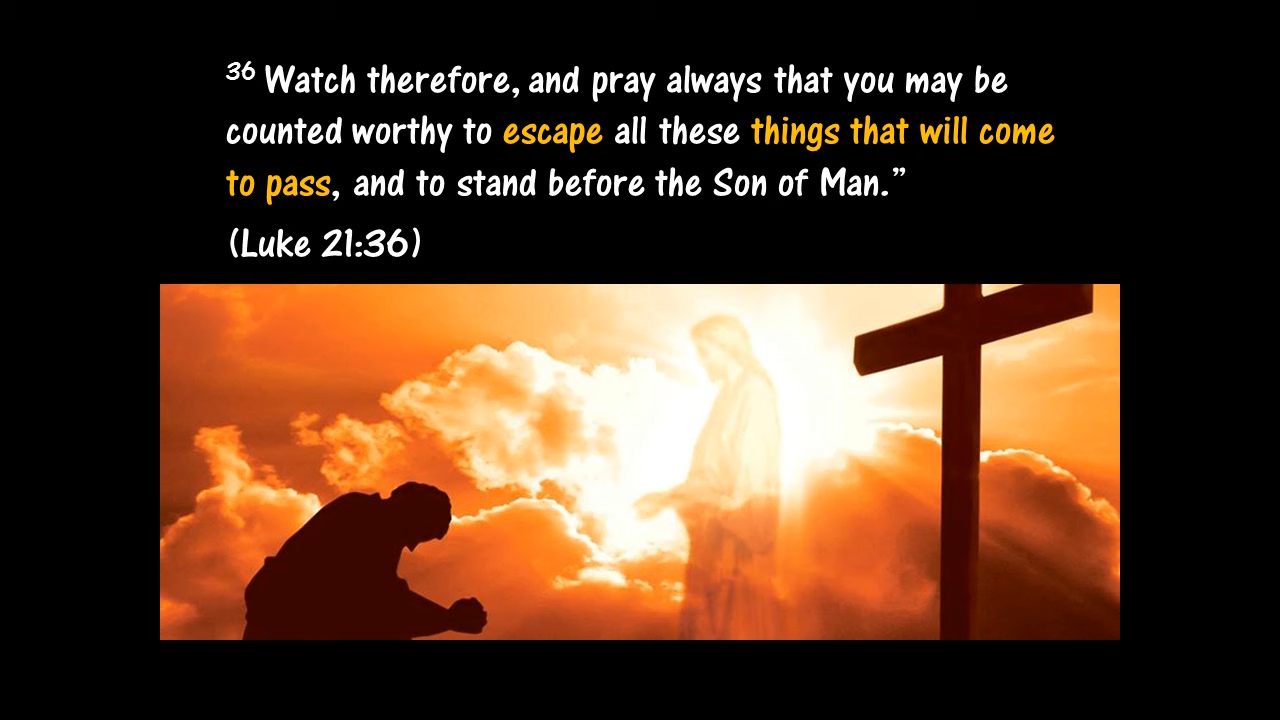 36 Watch therefore, and pray always that you may be
counted worthy to escape all these things that will come
to pass, and to stand before the Son of Man.”
(Luke 21:36)